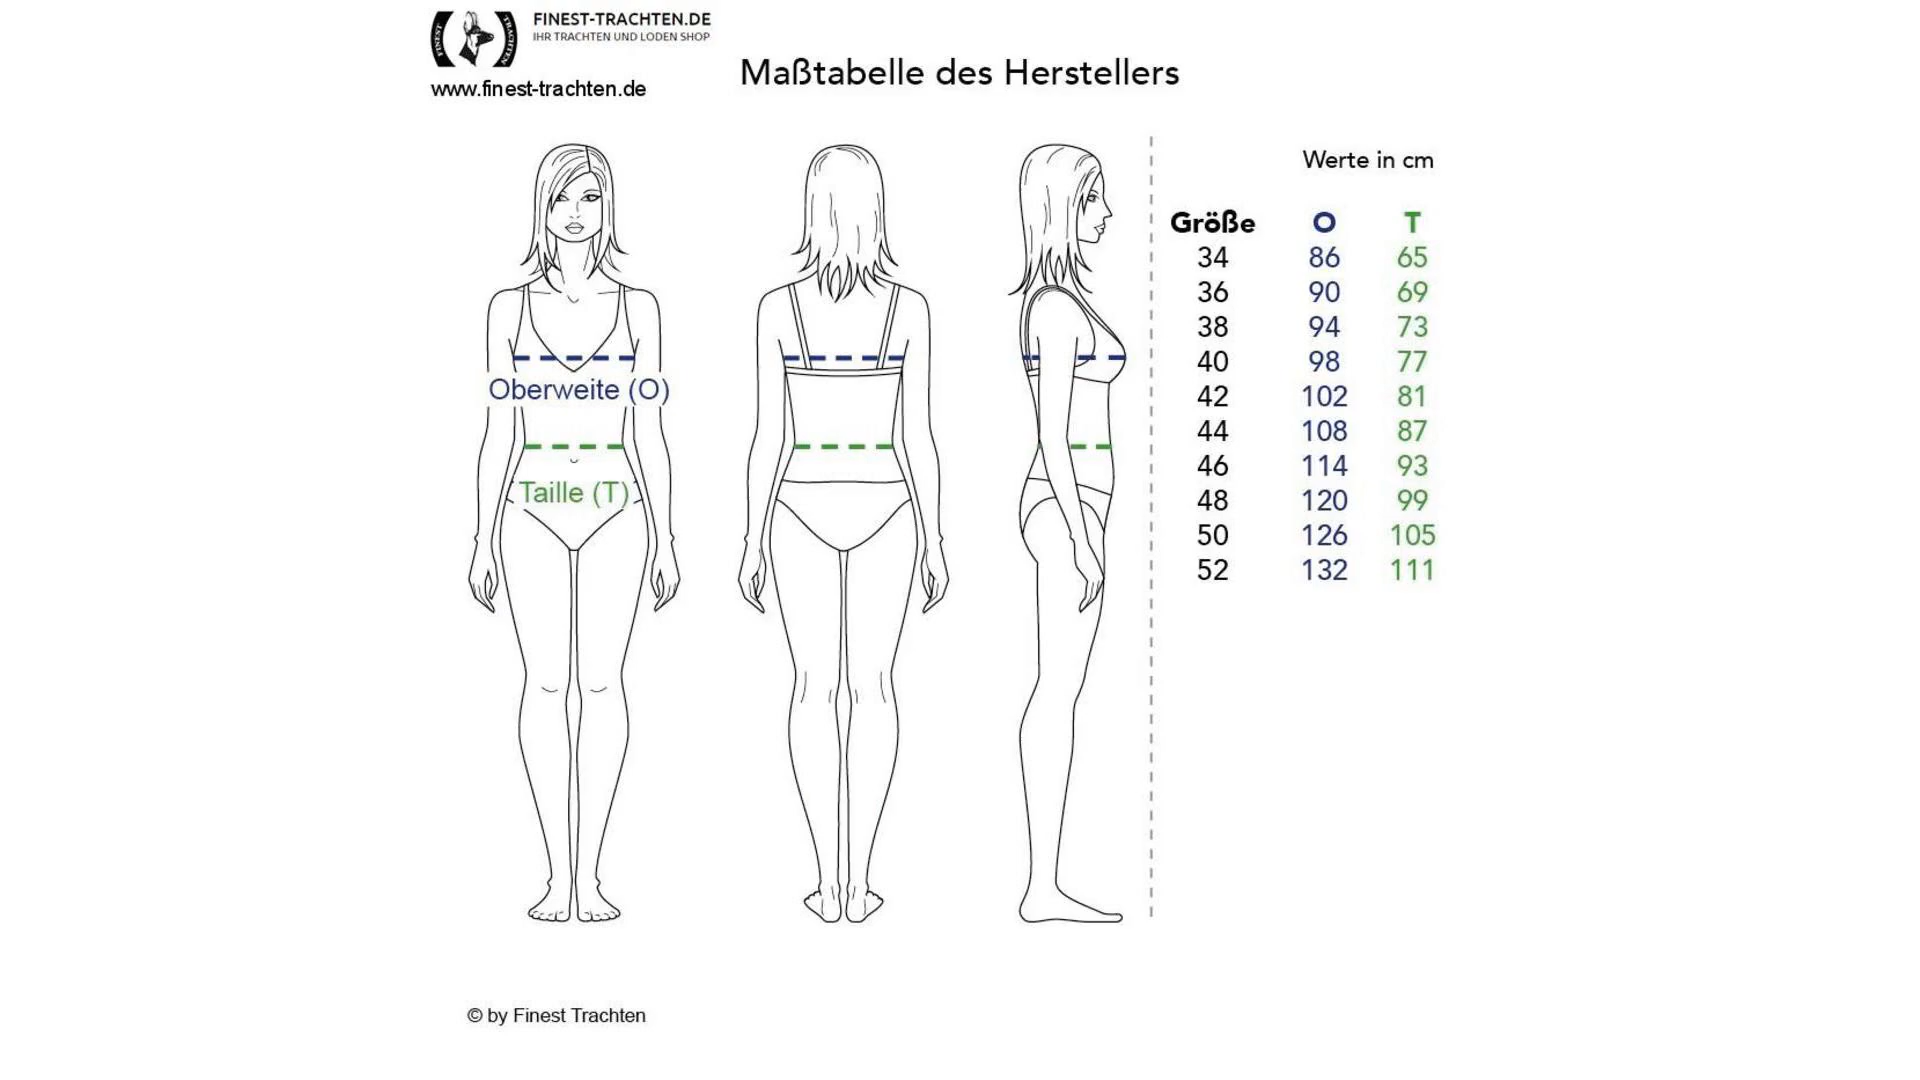 FINEST
TRACHTEN
FINEST-TRACHTEN.DE
IHR TRACHTEN UND LODEN SHOP
www.finest-trachten.de
Maßtabelle des Herstellers
Werte in cm
Größe O T
34 86 65
36 90 69
38 94 73
40 98 77
42 102 81
44 108 87
46 114 93
48 120 99
50 126 105
52 132 111
Oberweite (O)
Taille (T)
© by Finest Trachten